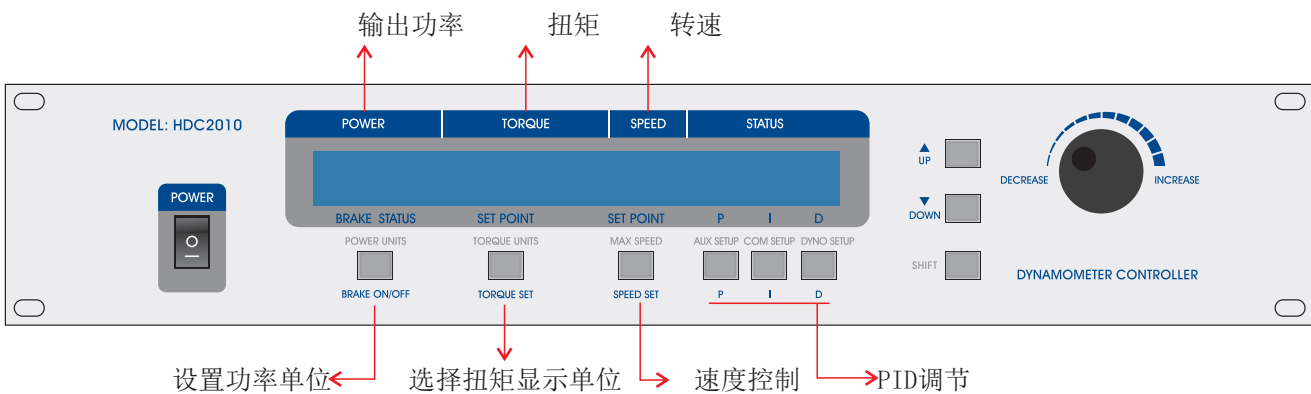 输出功率 扭矩 转速
MODEL: HDC2010 POWER TORQUE SPEED STATUS
▲
UP
DECREASE INCREASE
POWER
▼
DOWN
BRAKE STATUS SET POINT SET POINT P I D
POWER UNITS TORQUE UNITS MAX SPEED AUX SETUP COM SETUP DYNO SETUP
SHIFT
DYNAMOMETER CONTROLLER
BRAKE ON/OFF TORQUE SET SPEED SET P I D
设置功率单位 选择扭矩显示单位 速度控制 PID调节